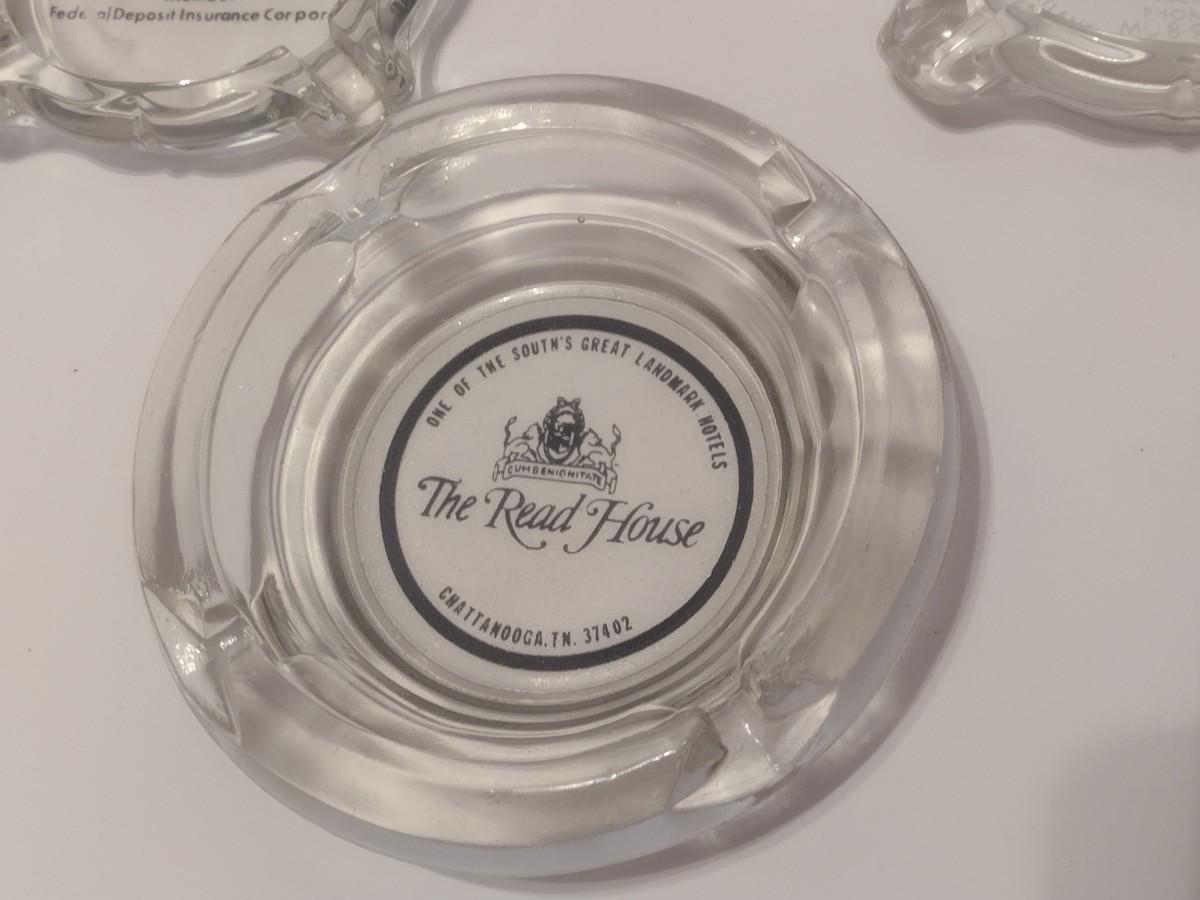 Federal Deposit Insurance Corpor
ONE OF THE SOUTH'S GREAT LANDMARK HOTELS
CUM BENIGNITATE
The Read House
CHATTANOOGA, TN. 37402